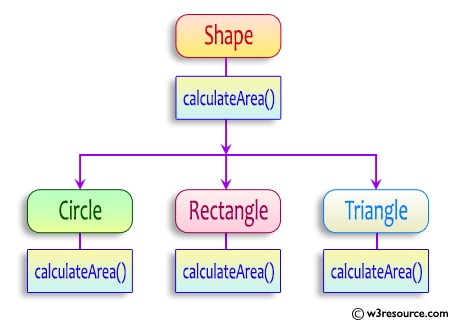 Shape
calculateArea()
Circle
Rectangle
Triangle
calculateArea()
calculateArea()
calculateArea()
© w3resource.com